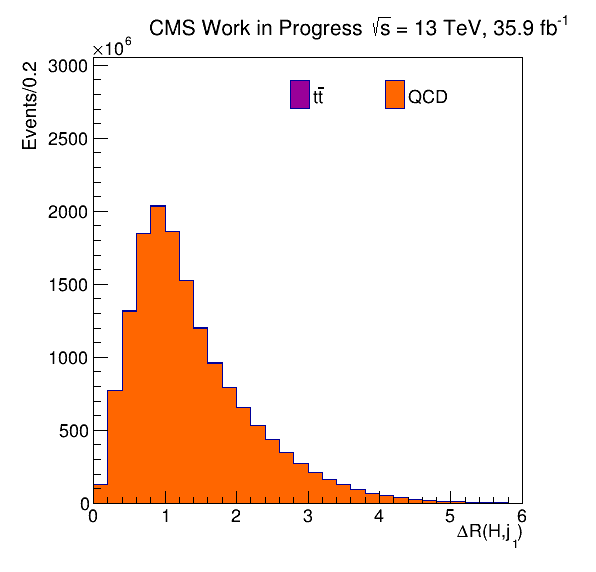 CMS Work in Progress √s = 13 TeV, 35.9 fb⁻¹
×10⁶
Events/0.2
tt̄
QCD
3000
2500
2000
1500
1000
500
0
0 1 2 3 4 5 6
ΔR(H,j₁)